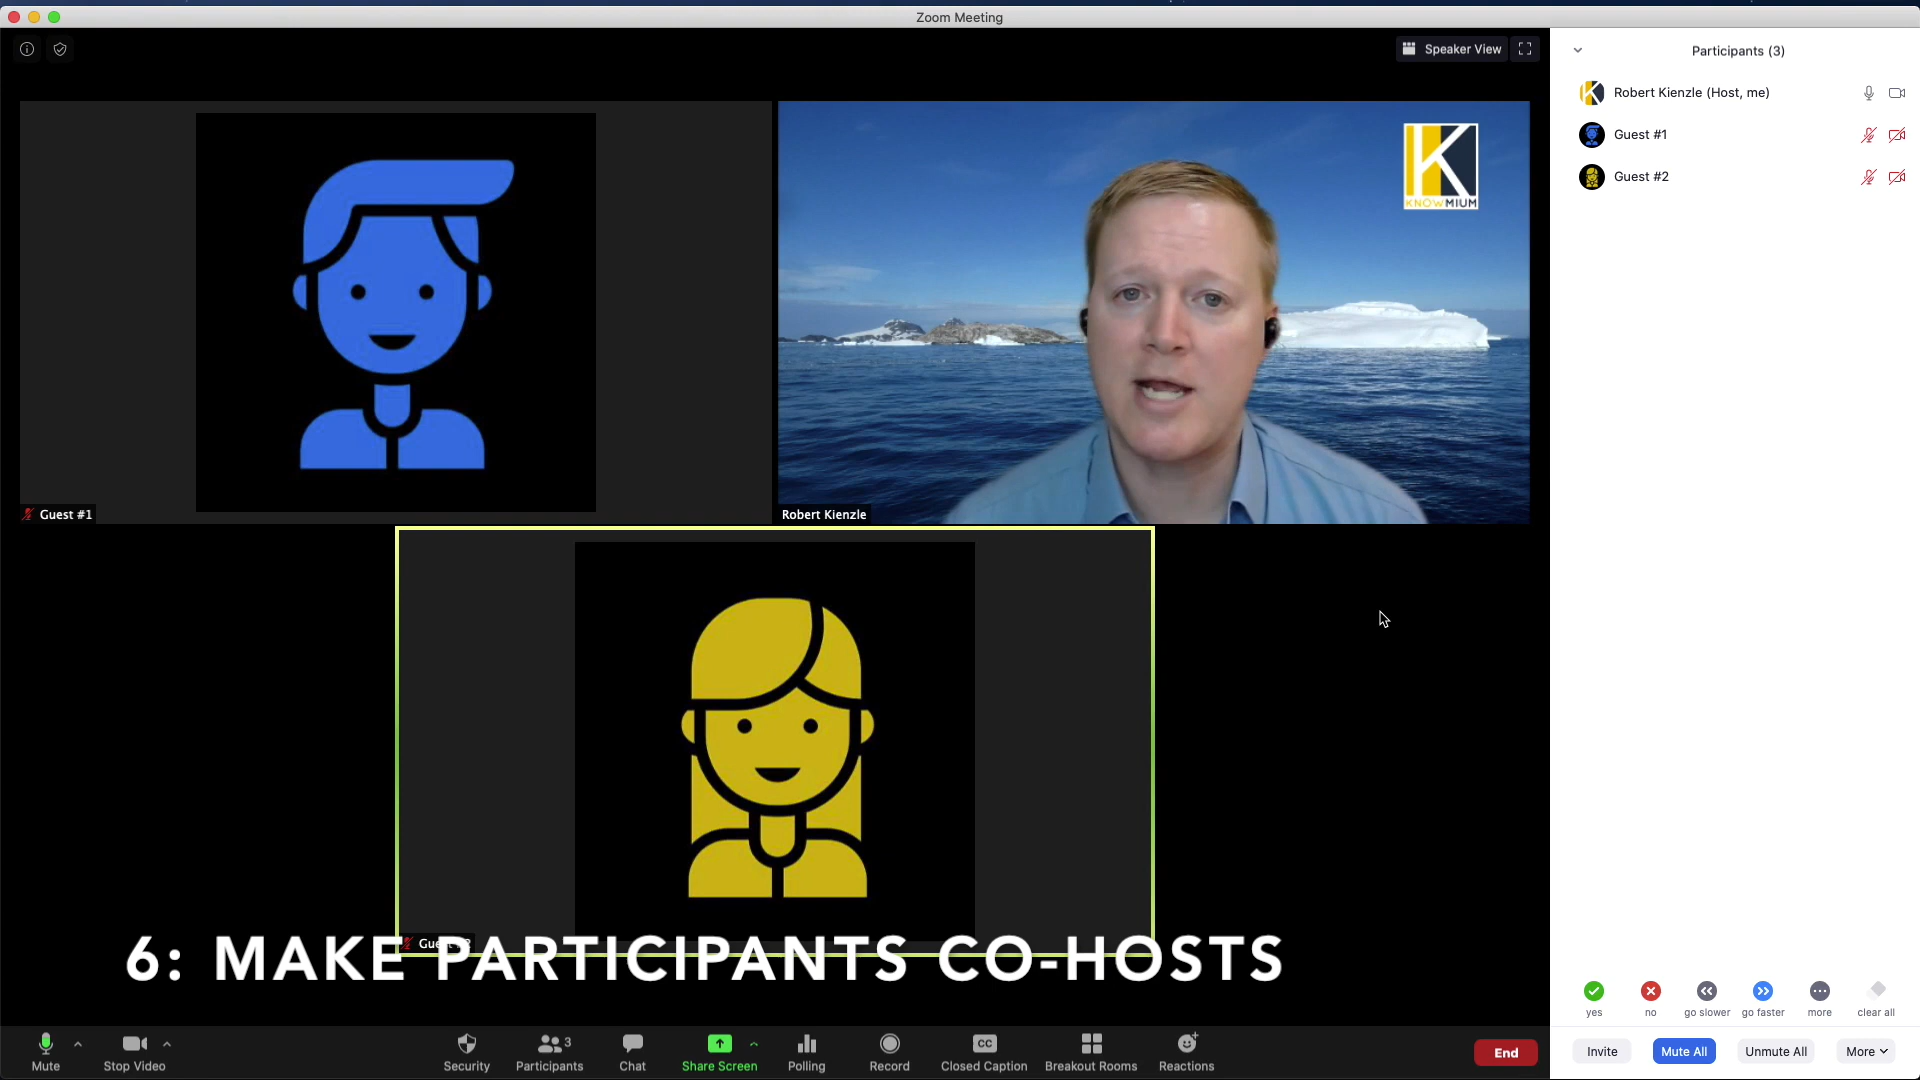 Zoom Meeting
Speaker View
Participants (3)
Robert Kienzle (Host, me)
Guest #1
Guest #2
KNOWMIUM
Guest #1
Robert Kienzle
6: MAKE PARTICIPANTS CO-HOSTS
yes
no
go slower
go faster
more
clear all
Mute
Stop Video
Security
Participants
3
Chat
Share Screen
Polling
Record
CC
Closed Caption
Breakout Rooms
Reactions
End
Invite
Mute All
Unmute All
More